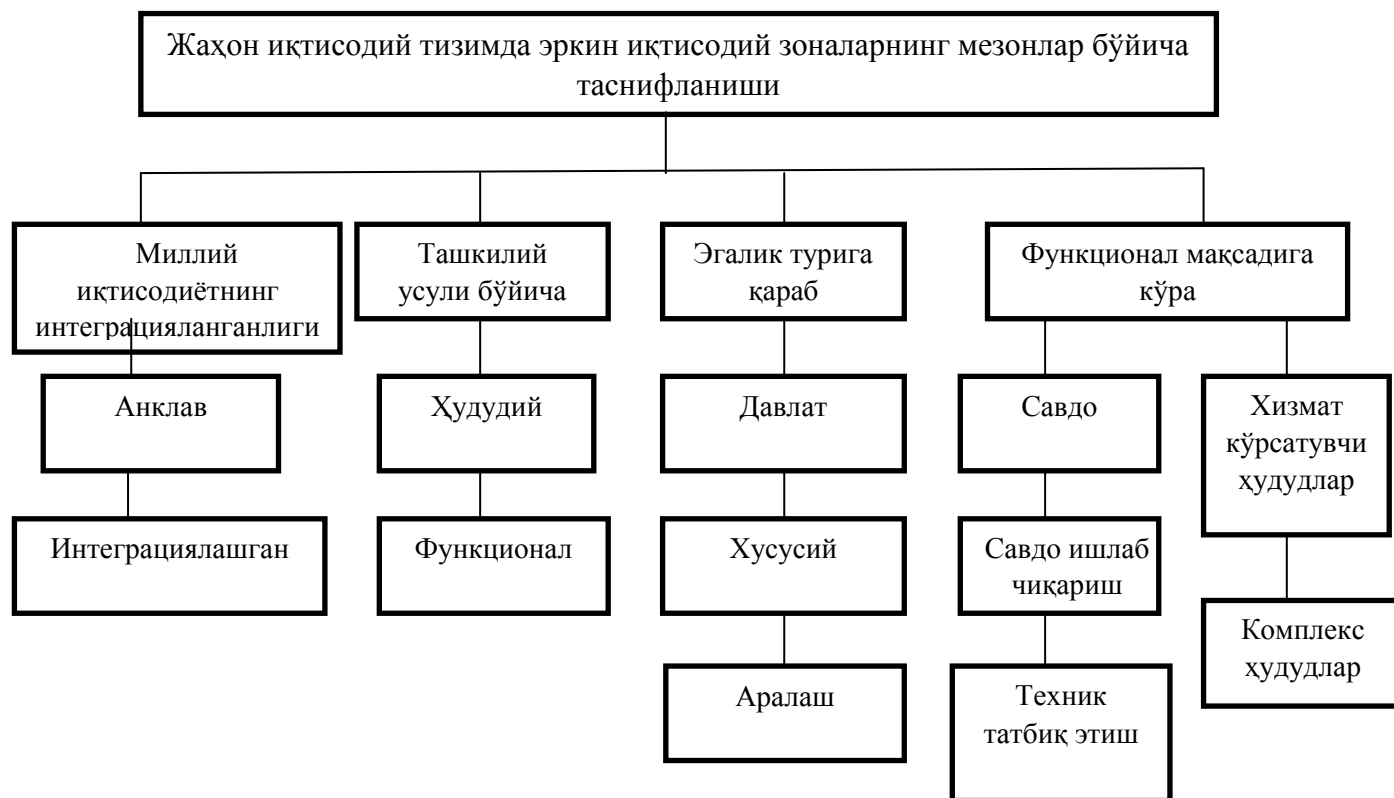 Жаҳон иқтисодий тизимда эркин иқтисодий зоналарнинг мезонлар бўйича
таснифланиши
Миллий
иқтисодиётнинг
интеграцияланганлиги
Ташкилий
усули бўйича
Эгалик турига
қараб
Функционал мақсадига
кўра
Анклав
Ҳудудий
Давлат
Савдо
Хизмат
кўрсатувчи
ҳудудлар
Интеграциялашган
Функционал
Хусусий
Савдо ишлаб
чиқариш
Комплекс
ҳудудлар
Аралаш
Техник
татбиқ этиш